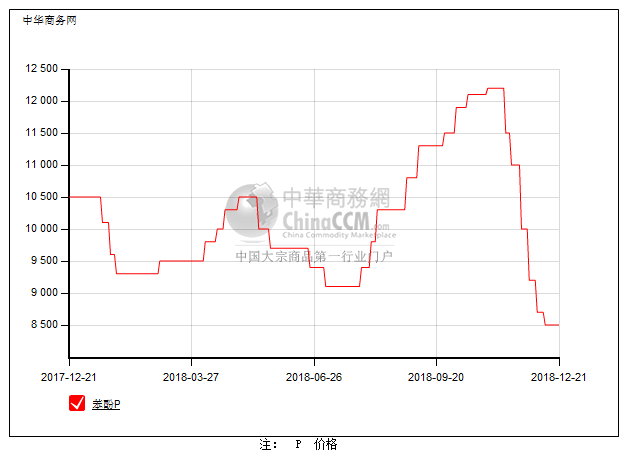 中华商务网
12 500
12 000
11 500
11 000
10 500
10 000
9 500
9 000
8 500
中華商務網
ChinaCCM.com
China Commodity Marketplace
中国大宗商品第一行业门户
2017-12-21 2018-03-27 2018-06-26 2018-09-20 2018-12-21
苯酚P
注： P 价格